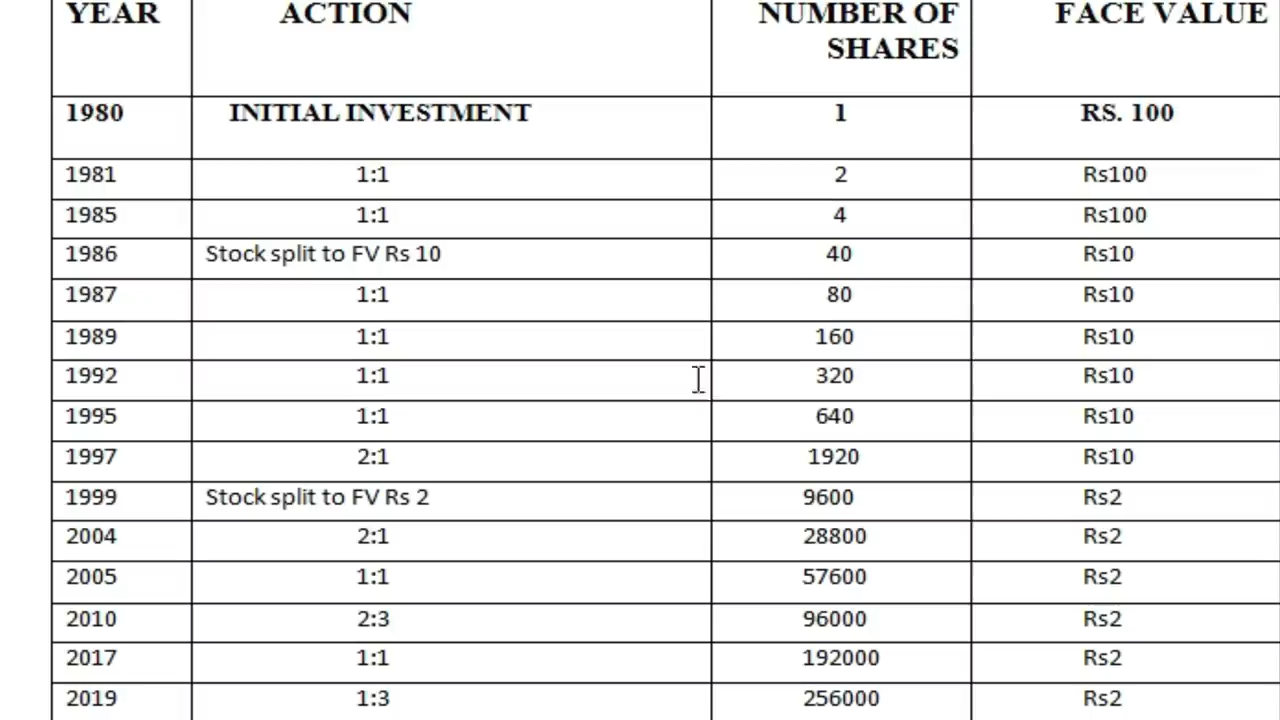 YEAR ACTION NUMBER OF SHARES FACE VALUE
1980 INITIAL INVESTMENT 1 RS. 100
1981 1:1 2 Rs100
1985 1:1 4 Rs100
1986 Stock split to FV Rs 10 40 Rs10
1987 1:1 80 Rs10
1989 1:1 160 Rs10
1992 1:1 320 Rs10
1995 1:1 640 Rs10
1997 2:1 1920 Rs10
1999 Stock split to FV Rs 2 9600 Rs2
2004 2:1 28800 Rs2
2005 1:1 57600 Rs2
2010 2:3 96000 Rs2
2017 1:1 192000 Rs2
2019 1:3 256000 Rs2